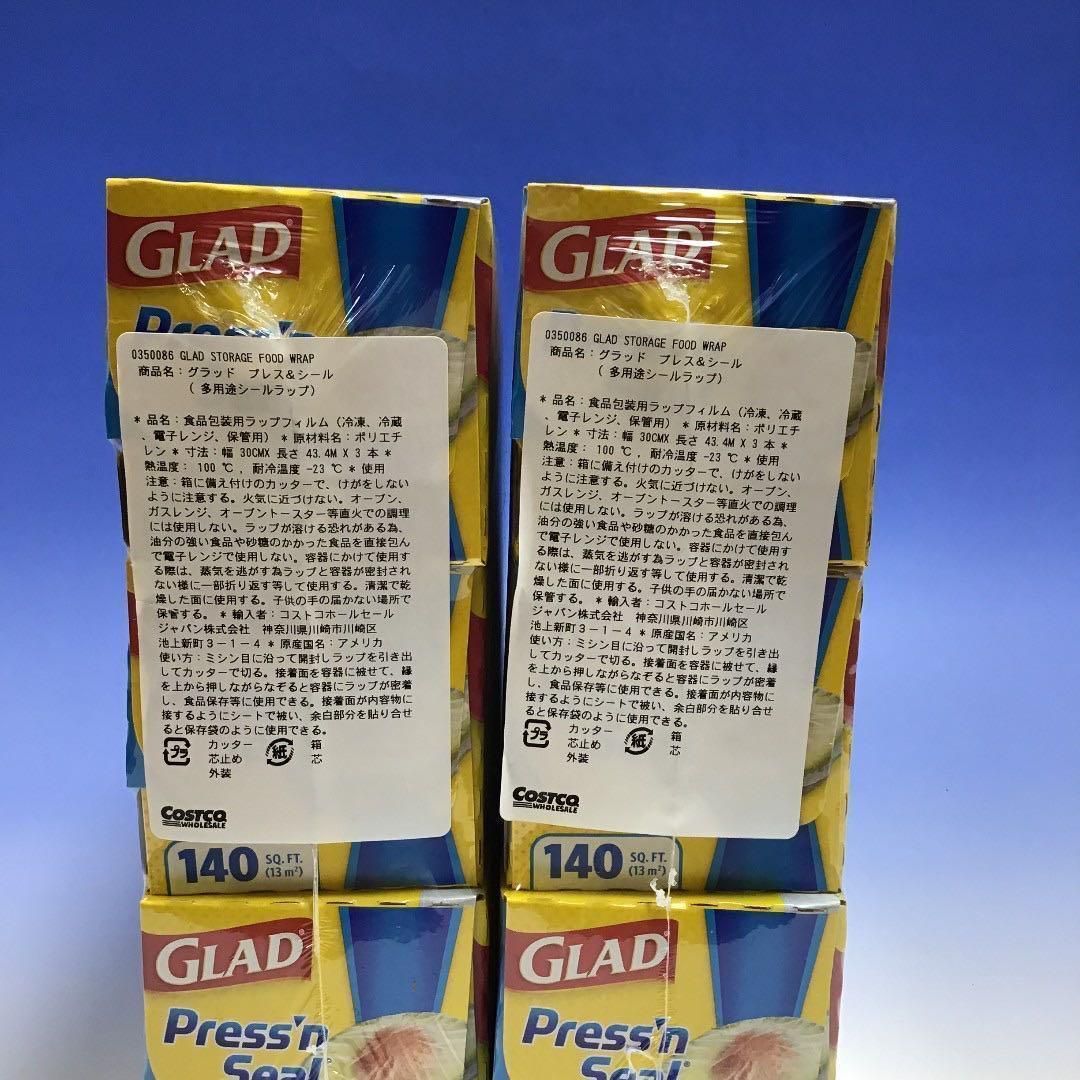 GLAD
Press'n
0350086 GLAD STORAGE FOOD WRAP
商品名：グラッド　プレス＆シール
（ 多用途シールラップ）
* 品名：食品包装用ラップフィルム（冷凍、冷蔵
、電子レンジ、保管用） * 原材料名：ポリエチ
レン * 寸法：幅 30CMX 長さ 43.4M X 3 本 *
熱温度： 100 ℃ , 耐冷温度 -23 ℃ * 使用
注意：箱に備え付けのカッターで、けがをしない
ように注意する。火気に近づけない。オーブン、
ガスレンジ、オーブントースター等直火での調理
には使用しない。ラップが溶ける恐れがある為、
油分の強い食品や砂糖のかかった食品を直接包ん
で電子レンジで使用しない。容器にかけて使用す
る際は、蒸気を逃がす為ラップと容器が密封され
ない様に一部折り返す等して使用する。清潔で乾
燥した面に使用する。子供の手の届かない場所で
保管する。 * 輸入者：コストコホールセール
ジャパン株式会社　神奈川県川崎市川崎区
池上新町３－１－４ * 原産国名：アメリカ
使い方：ミシン目に沿って開封しラップを引き出
してカッターで切る。接着面を容器に被せて、縁
を上から押しながらなぞると容器にラップが密着
し、食品保存等に使用できる。接着面が内容物に
接するようにシートで被い、余白部分を貼り合せ
ると保存袋のように使用できる。
プラ カッター 紙 箱
芯止め 芯
外装
COSTCO
WHOLESALE
140 SQ. FT.
(13 m²)
GLAD
Press'n
Seal
GLAD
0350086 GLAD STORAGE FOOD WRAP
商品名：グラッド　プレス＆シール
（ 多用途シールラップ）
* 品名：食品包装用ラップフィルム（冷凍、冷蔵
、電子レンジ、保管用） * 原材料名：ポリエチ
レン * 寸法：幅 30CMX 長さ 43.4M X 3 本 *
熱温度： 100 ℃ , 耐冷温度 -23 ℃ * 使用
注意：箱に備え付けのカッターで、けがをしない
ように注意する。火気に近づけない。オーブン、
ガスレンジ、オーブントースター等直火での調理
には使用しない。ラップが溶ける恐れがある為、
油分の強い食品や砂糖のかかった食品を直接包ん
で電子レンジで使用しない。容器にかけて使用す
る際は、蒸気を逃がす為ラップと容器が密封され
ない様に一部折り返す等して使用する。清潔で乾
燥した面に使用する。子供の手の届かない場所で
保管する。 * 輸入者：コストコホールセール
ジャパン株式会社　神奈川県川崎市川崎区
池上新町３－１－４ * 原産国名：アメリカ
使い方：ミシン目に沿って開封しラップを引き出
してカッターで切る。接着面を容器に被せて、縁
を上から押しながらなぞると容器にラップが密着
し、食品保存等に使用できる。接着面が内容物に
接するようにシートで被い、余白部分を貼り合せ
ると保存袋のように使用できる。
プラ カッター 紙 箱
芯止め 芯
外装
COSTCO
WHOLESALE
140 SQ. FT.
(13 m²)
GLAD
Press'n
Seal